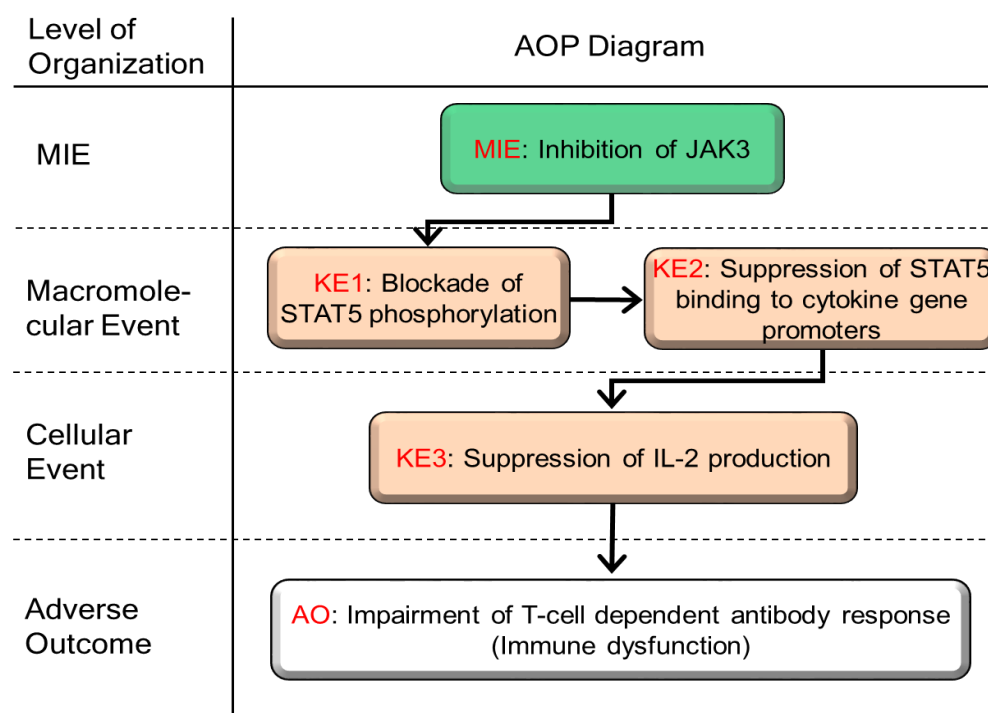 Level of
Organization
AOP Diagram
MIE
MIE: Inhibition of JAK3
Macromole-
cular Event
KE1: Blockade of
STAT5 phosphorylation
KE2: Suppression of STAT5
binding to cytokine gene
promoters
Cellular
Event
KE3: Suppression of IL-2 production
Adverse
Outcome
AO: Impairment of T-cell dependent antibody response
(Immune dysfunction)